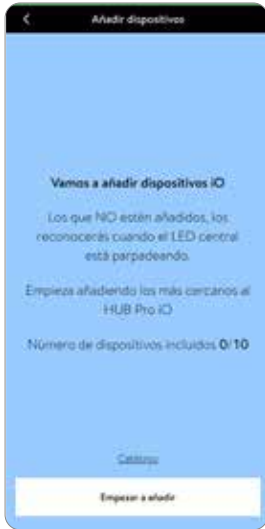 Añadir dispositivos
Vamos a añadir dispositivos iO
Los que NO estén añadidos, los
reconocerás cuando el LED central
está parpadeando.
Empieza añadiendo los más cercanos al
HUB Pro iO
Número de dispositivos incluidos 0/10
Catálogo
Empezar a añadir